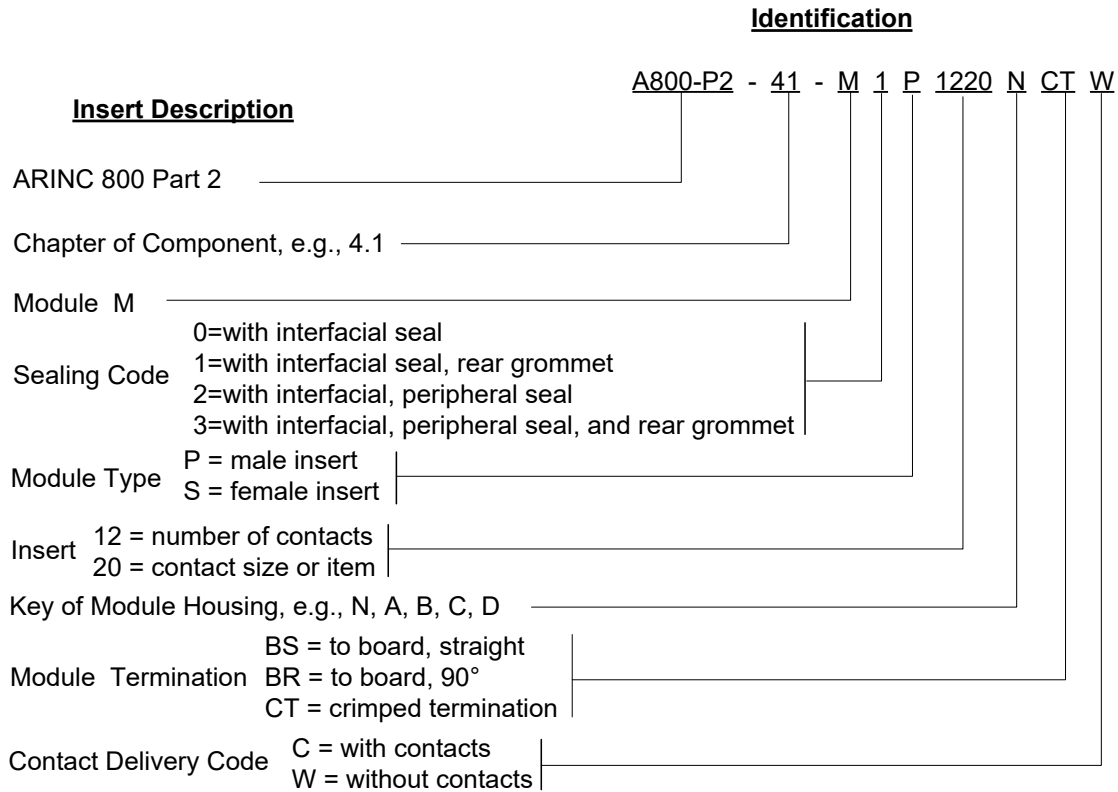 Identification
A800-P2 - 41 - M 1 P 1220 N CT W
Insert Description
ARINC 800 Part 2
Chapter of Component, e.g., 4.1
Module M
Sealing Code
0=with interfacial seal
1=with interfacial seal, rear grommet
2=with interfacial, peripheral seal
3=with interfacial, peripheral seal, and rear grommet
Module Type
P = male insert
S = female insert
Insert
12 = number of contacts
20 = contact size or item
Key of Module Housing, e.g., N, A, B, C, D
Module Termination
BS = to board, straight
BR = to board, 90°
CT = crimped termination
Contact Delivery Code
C = with contacts
W = without contacts